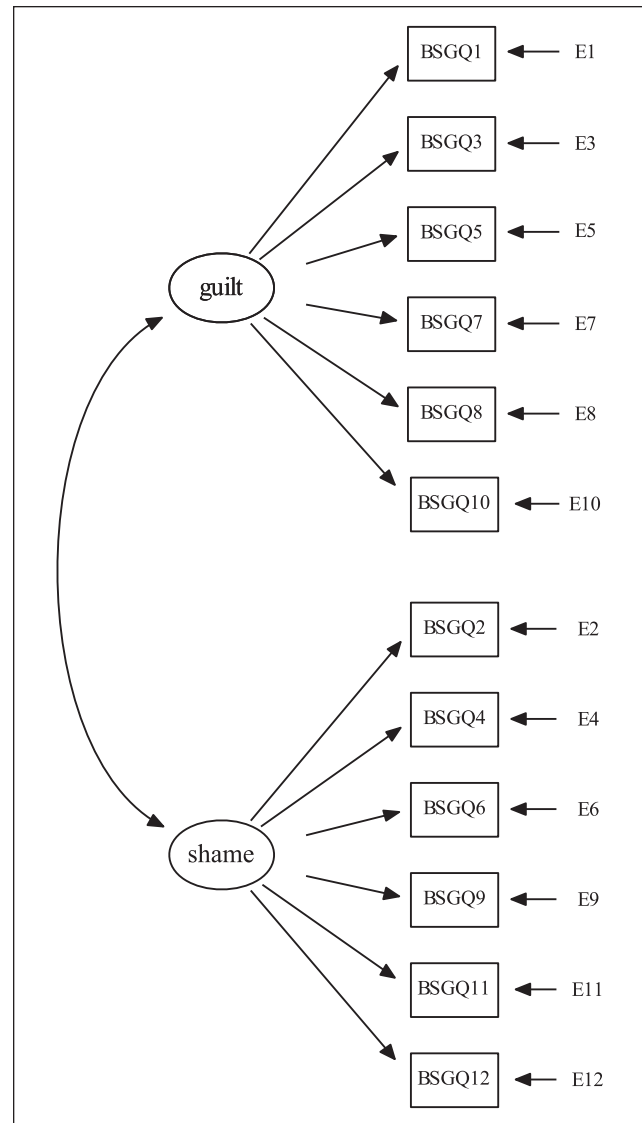 BSGQ1 E1
BSGQ3 E3
BSGQ5 E5
guilt
BSGQ7 E7
BSGQ8 E8
BSGQ10 E10
BSGQ2 E2
BSGQ4 E4
BSGQ6 E6
shame
BSGQ9 E9
BSGQ11 E11
BSGQ12 E12